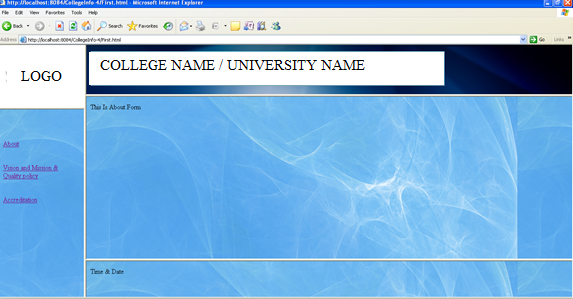 http://localhost:8084/CollegeInfo-4/First.html - Microsoft Internet Explorer
File Edit View Favorites Tools Help
Back Search Favorites
Address http://localhost:8084/CollegeInfo-4/First.html Go Links
LOGO
COLLEGE NAME / UNIVERSITY NAME
This Is About Form
About
Vision and Mission &
Quality policy
Accreditation
Time & Date